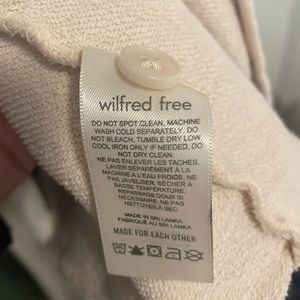 wilfred free
DO NOT SPOT CLEAN, MACHINE
WASH COLD SEPARATELY, DO
NOT BLEACH, TUMBLE DRY LOW
COOL IRON ONLY IF NEEDED, DO
NOT DRY CLEAN.
NE PAS ENLEVER LES TACHES,
LAVER SÉPARÉMENT À LA
MACHINE À L'EAU FROIDE, NE
PAS JAVELISER, SÉCHER À
BASSE TEMPÉRATURE,
REPASSAGE DOUX SI
NÉCESSAIRE, NE PAS
NETTOYER À SEC.
MADE IN SRI LANKA
FABRIQUÉ AU SRI LANKA
MADE FOR EACH OTHER